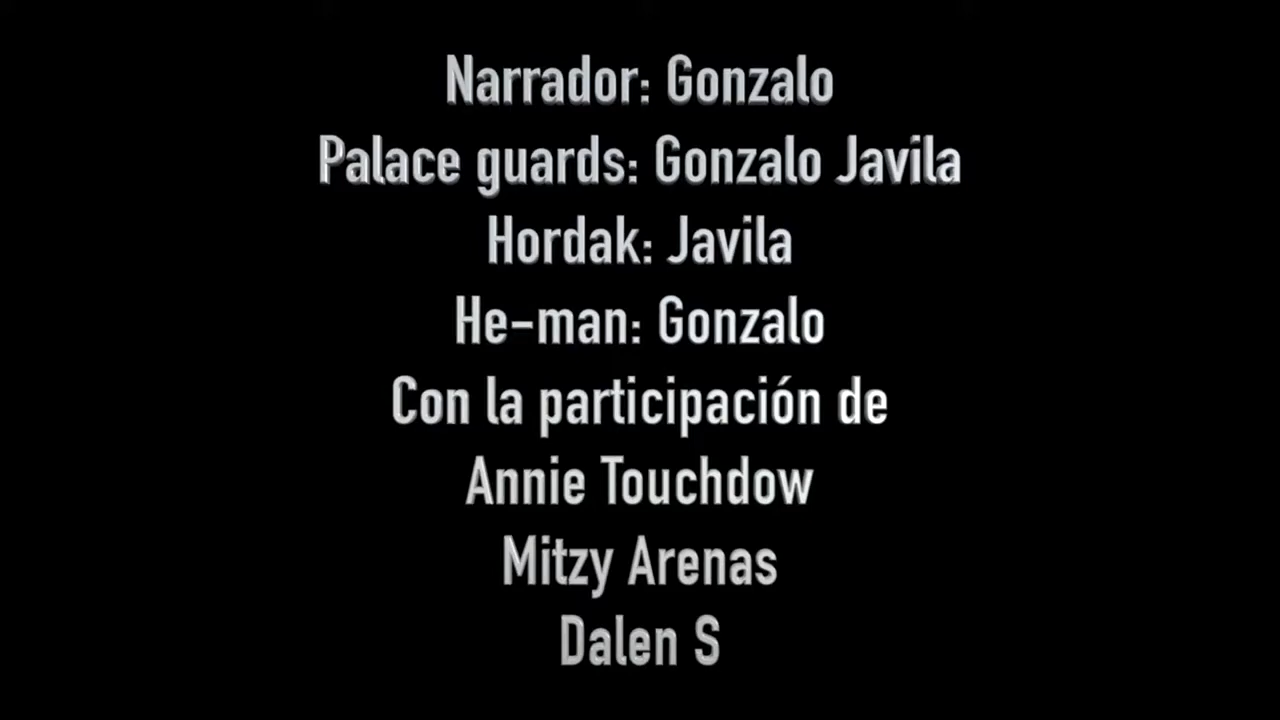 Narrador: Gonzalo
Palace guards: Gonzalo Javila
Hordak: Javila
He-man: Gonzalo
Con la participación de
Annie Touchdow
Mitzy Arenas
Dalen S